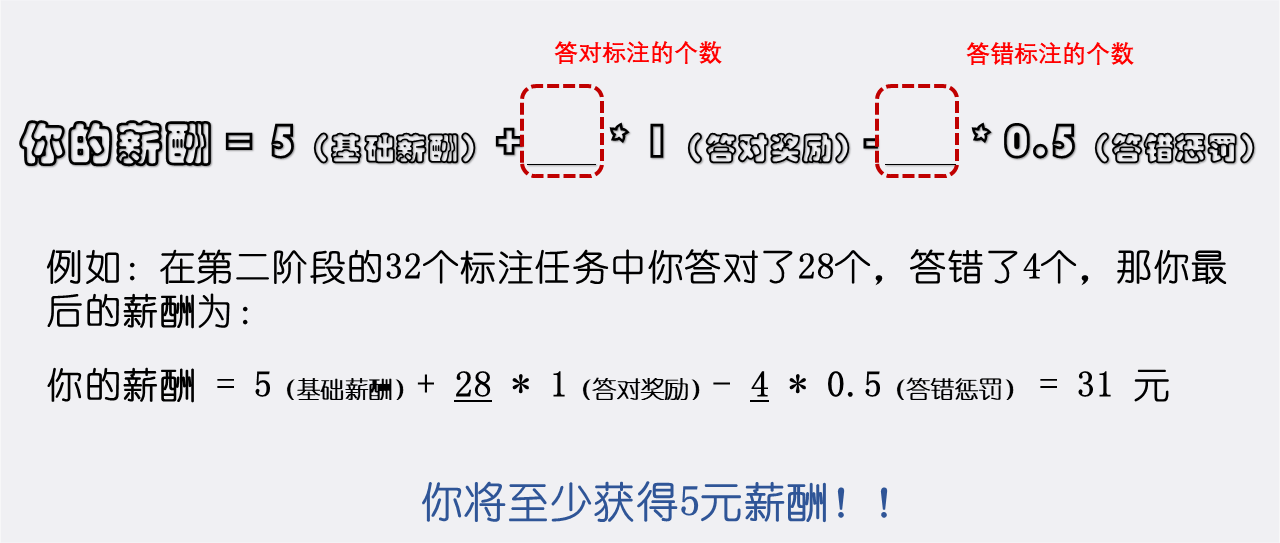 答对标注的个数 答错标注的个数
你的薪酬 = 5（基础薪酬）+____* 1（答对奖励）-____* 0.5（答错惩罚）
例如：在第二阶段的32个标注任务中你答对了28个，答错了4个，那你最
后的薪酬为：
你的薪酬 = 5（基础薪酬）+ 28 * 1（答对奖励）- 4 * 0.5（答错惩罚） = 31 元
你将至少获得5元薪酬！！